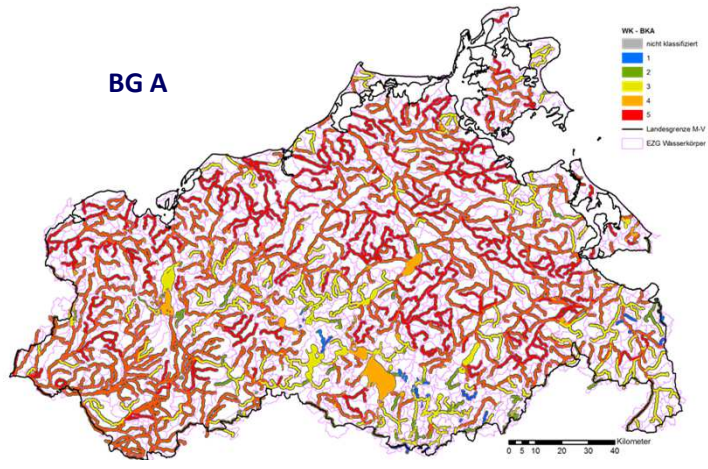 BG A
WK - BKA
nicht klassifiziert
1
2
3
4
5
Landesgrenze M-V
EZG Wasserkörper
Kilometer
0 5 10 20 30 40